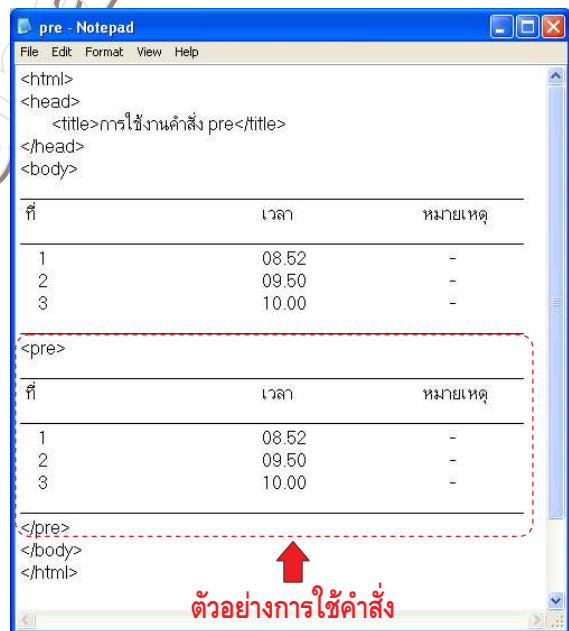 pre - Notepad
File Edit Format View Help
<html>
<head>
<title>การใช้งานคำสั่ง pre</title>
</head>
<body>
ที่ เวลา หมายเหตุ
1 08.52 -
2 09.50 -
3 10.00 -
<pre>
ที่ เวลา หมายเหตุ
1 08.52 -
2 09.50 -
3 10.00 -
</pre>
</body>
</html>
ตัวอย่างการใช้คำสั่ง